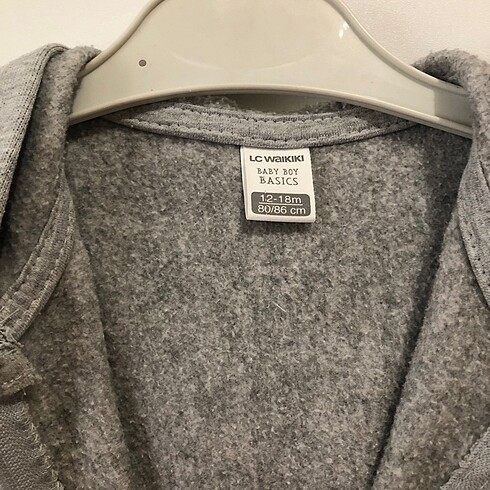 LC WAIKIKI
BABY BOY
BASICS
12-18m
80/86 cm